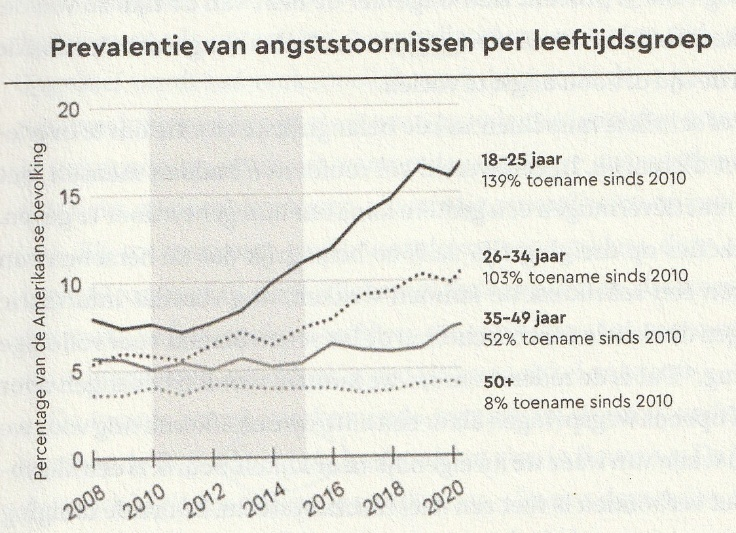 Prevalentie van angststoornissen per leeftijdsgroep
Percentage van de Amerikaanse bevolking
20
15
10
5
0
18–25 jaar
139% toename sinds 2010
26–34 jaar
103% toename sinds 2010
35–49 jaar
52% toename sinds 2010
50+
8% toename sinds 2010
2008
2010
2012
2014
2016
2018
2020